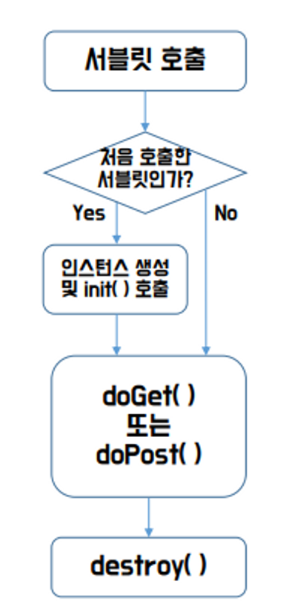 서블릿 호출
처음 호출한
서블릿인가?
Yes
No
인스턴스 생성
및 init( ) 호출
doGet( )
또는
doPost( )
destroy( )